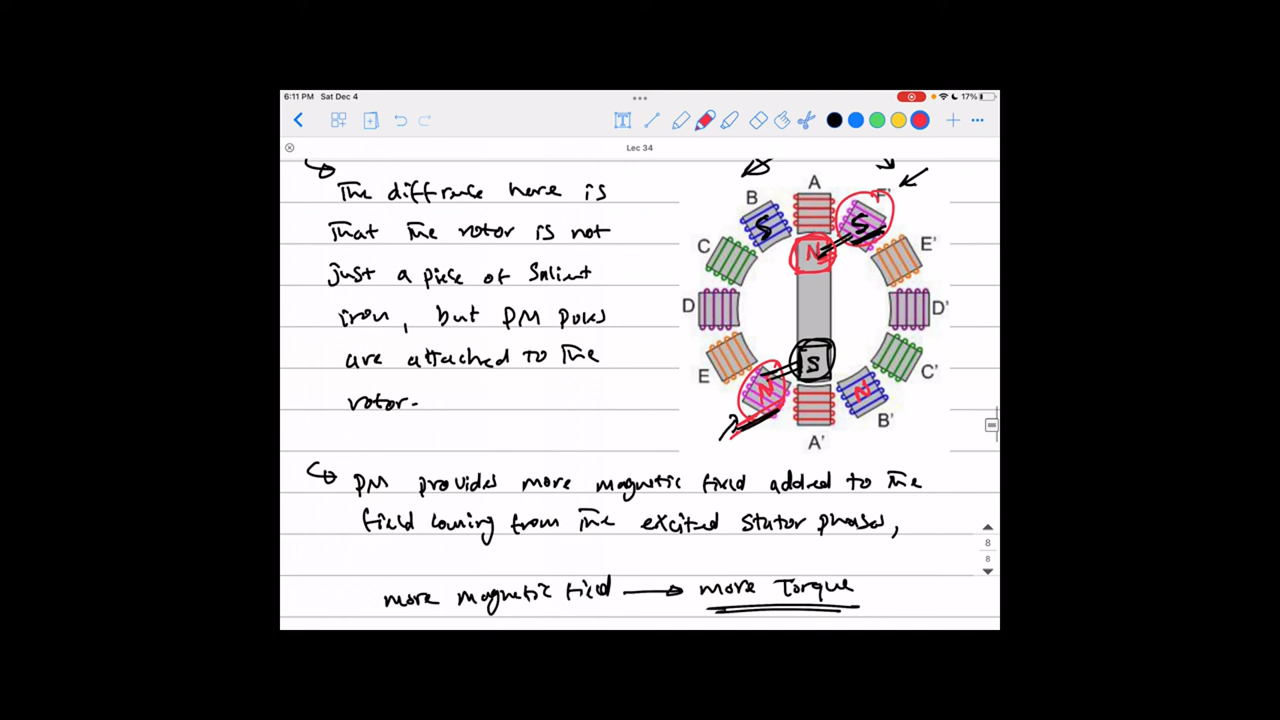 6:11 PM Sat Dec 4
17%
Lec 34
The diffrnce here is
that the rotor is not
just a piece of Salient
iron, but PM poles
are attached to the
rotor.
A
B
F'
S
S
C
N
E'
D
D'
E
S
C'
N
N
B'
A'
PM provides more magnetic field added to the
field coming from the excited stator phases,
8
8
more magnetic field → more Torque